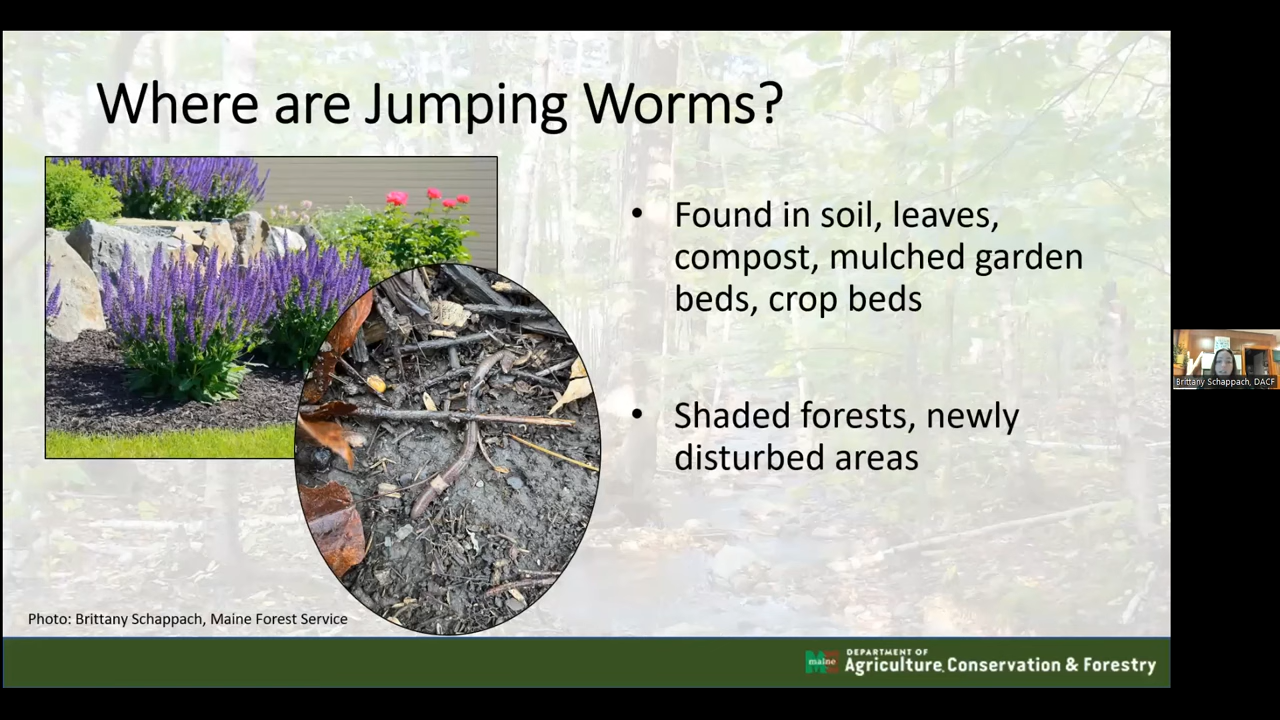 Where are Jumping Worms?
• Found in soil, leaves,
compost, mulched garden
beds, crop beds
• Shaded forests, newly
disturbed areas
Photo: Brittany Schappach, Maine Forest Service
maine
DEPARTMENT OF
Agriculture, Conservation & Forestry
Brittany Schappach, DACF